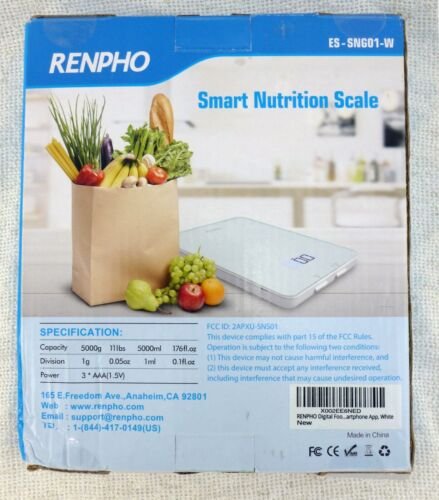 RENPHO
ES-SNG01-W
Smart Nutrition Scale
SPECIFICATION:
Capacity 5000g 11lbs 5000ml 176fl.oz
Division 1g 0.05oz 1ml 0.1fl.oz
Power 3 * AAA(1.5V)
FCC ID: 2APXU-SNS01
This device complies with part 15 of the FCC Rules.
Operation is subject to the following two conditions:
(1) This device may not cause harmful interference, and
(2) this device must accept any interference received,
including interference that may cause undesired operation.
165 E.Freedom Ave.,Anaheim,CA 92801
Web : www.renpho.com
Email : support@renpho.com
TEL : 1-(844)-417-0149(US)
X002EE6NED
RENPHO Digital Foo...artphone App, White
New
Made in China
FC CE RoHS